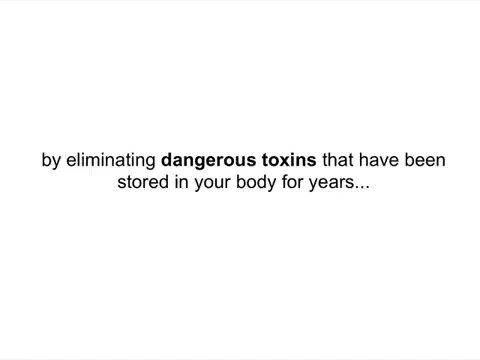 by eliminating dangerous toxins that have been
stored in your body for years...